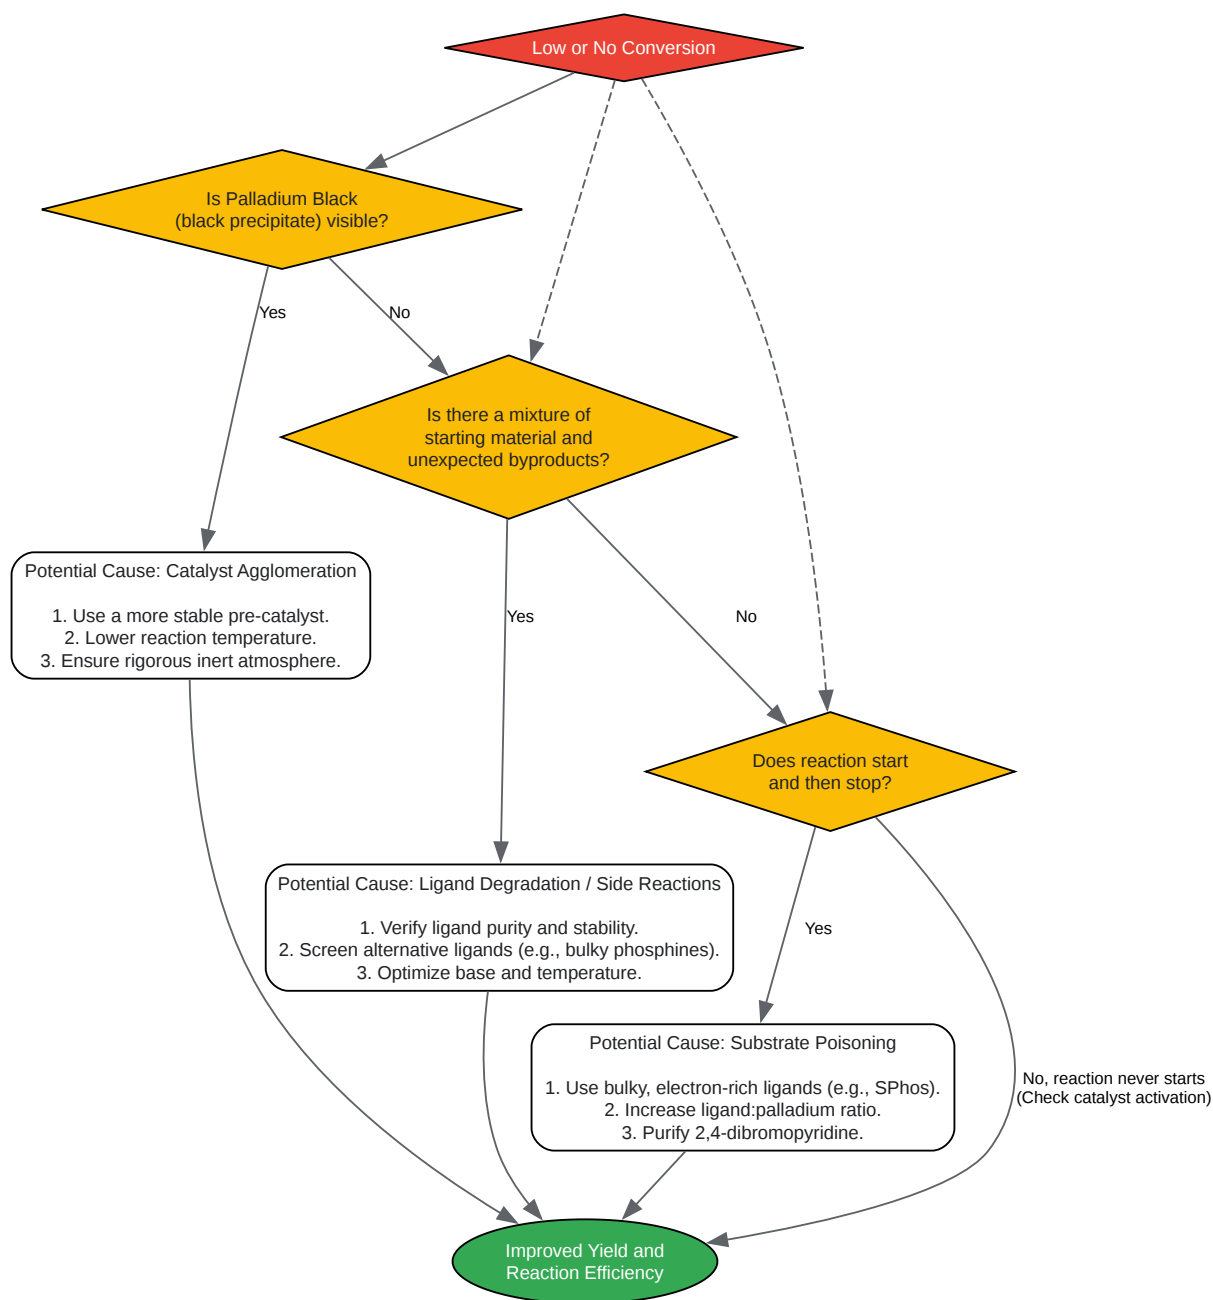 Low or No Conversion
Is Palladium Black
(black precipitate) visible?
Yes
No
Is there a mixture of
starting material and
unexpected byproducts?
Potential Cause: Catalyst Agglomeration
1. Use a more stable pre-catalyst.
2. Lower reaction temperature.
3. Ensure rigorous inert atmosphere.
Yes
No
Does reaction start
and then stop?
Potential Cause: Ligand Degradation / Side Reactions
1. Verify ligand purity and stability.
2. Screen alternative ligands (e.g., bulky phosphines).
3. Optimize base and temperature.
Yes
Potential Cause: Substrate Poisoning
1. Use bulky, electron-rich ligands (e.g., SPhos).
2. Increase ligand:palladium ratio.
3. Purify 2,4-dibromopyridine.
No, reaction never starts
(Check catalyst activation)
Improved Yield and
Reaction Efficiency